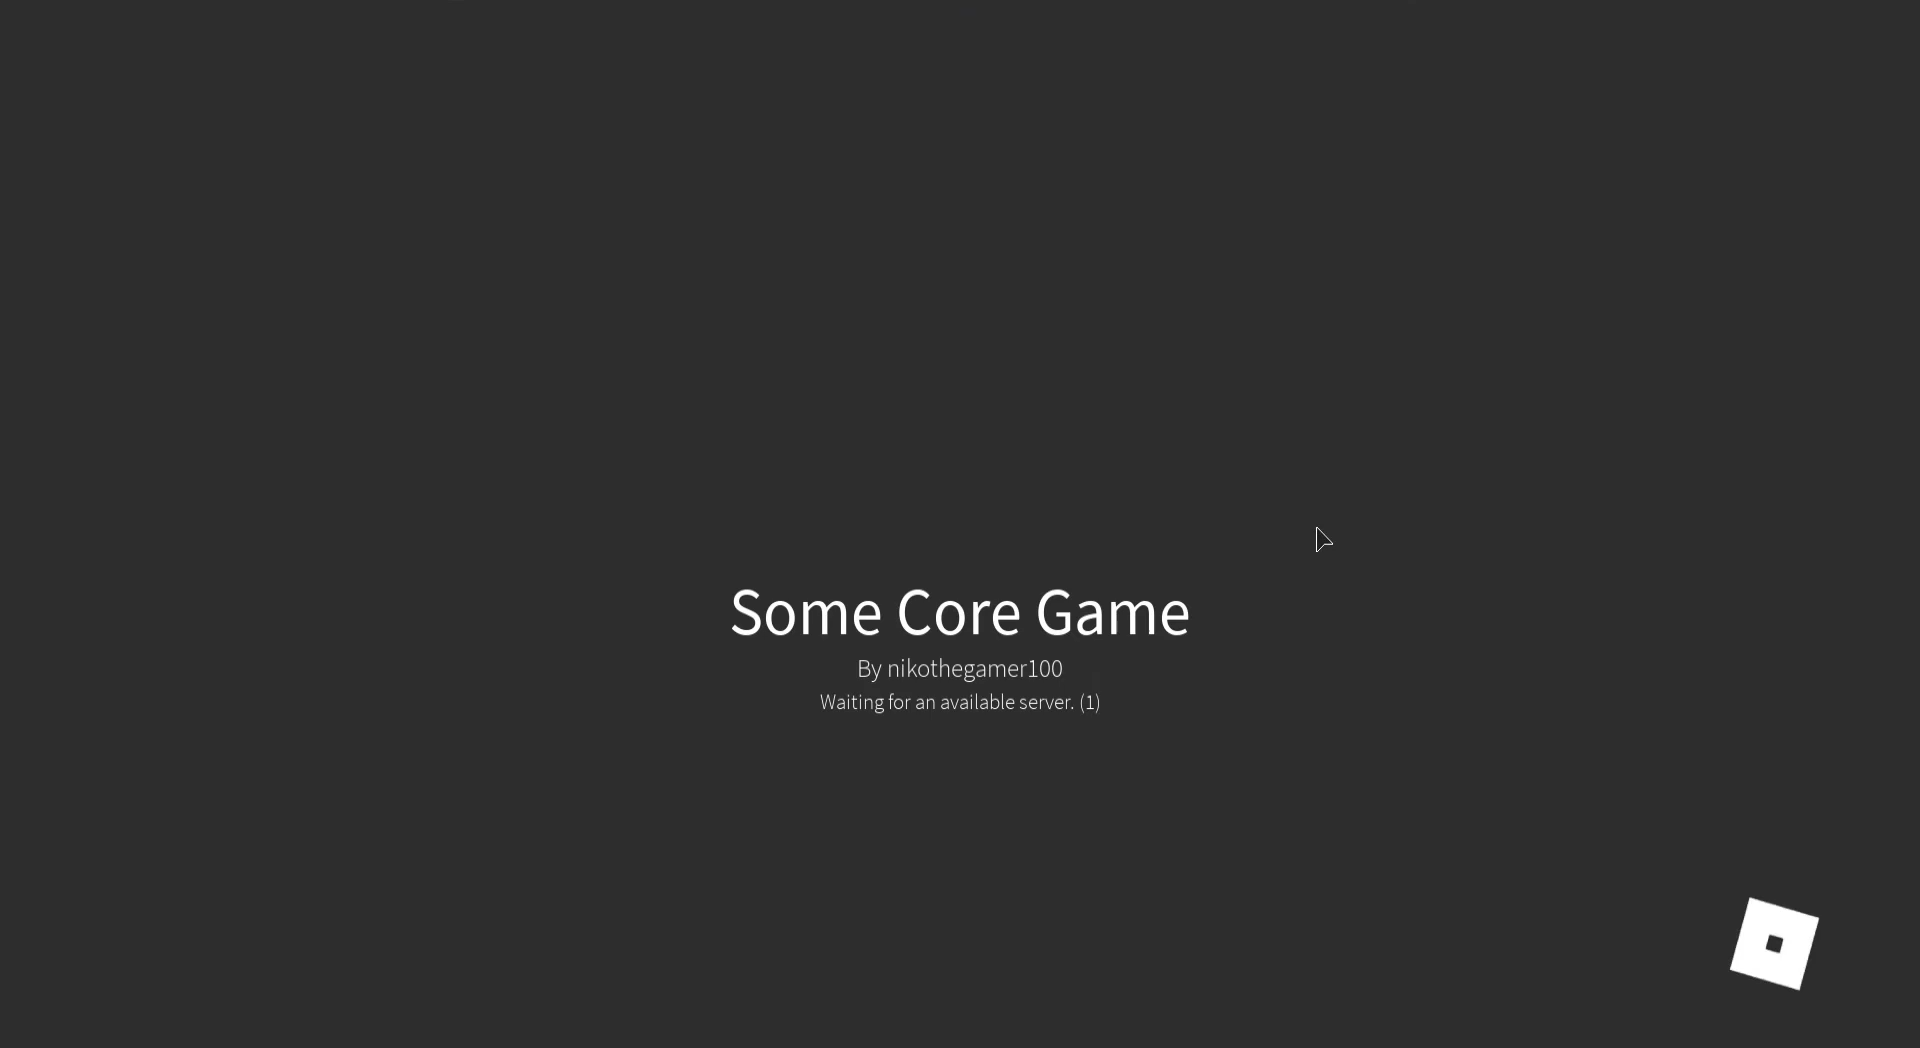 Some Core Game
By nikothegamer100
Waiting for an available server. (1)